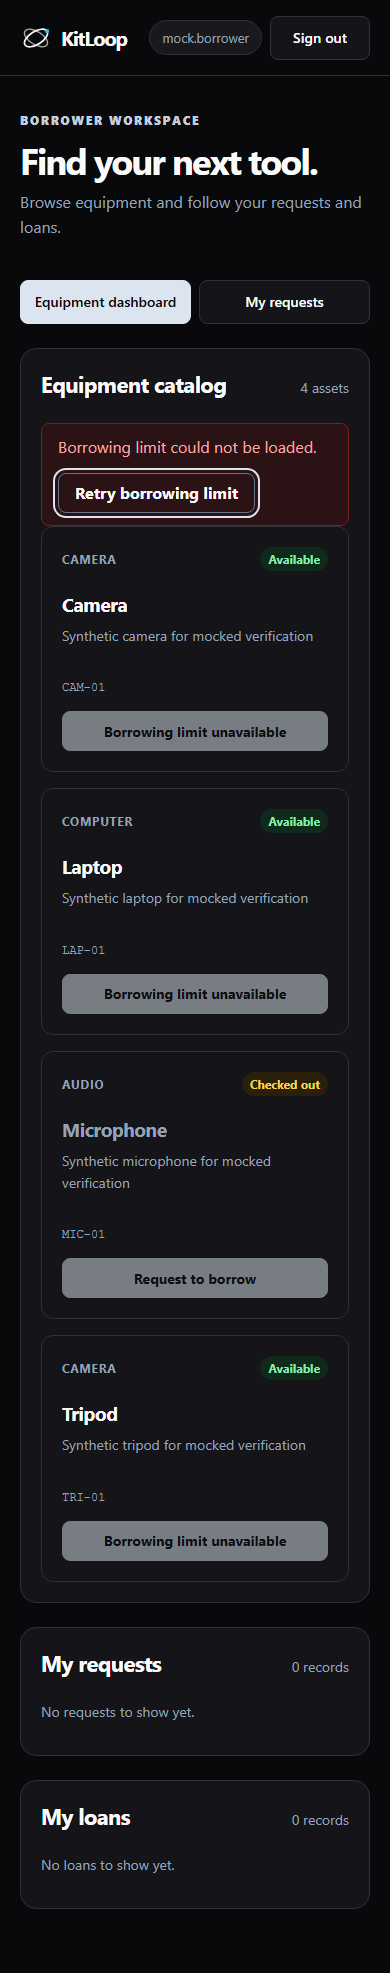 KitLoop
mock.borrower
Sign out
BORROWER WORKSPACE
Find your next tool.
Browse equipment and follow your requests and
loans.
Equipment dashboard
My requests
Equipment catalog
4 assets
Borrowing limit could not be loaded.
Retry borrowing limit
CAMERA
Available
Camera
Synthetic camera for mocked verification
CAM-01
Borrowing limit unavailable
COMPUTER
Available
Laptop
Synthetic laptop for mocked verification
LAP-01
Borrowing limit unavailable
AUDIO
Checked out
Microphone
Synthetic microphone for mocked
verification
MIC-01
Request to borrow
CAMERA
Available
Tripod
Synthetic tripod for mocked verification
TRI-01
Borrowing limit unavailable
My requests
0 records
No requests to show yet.
My loans
0 records
No loans to show yet.